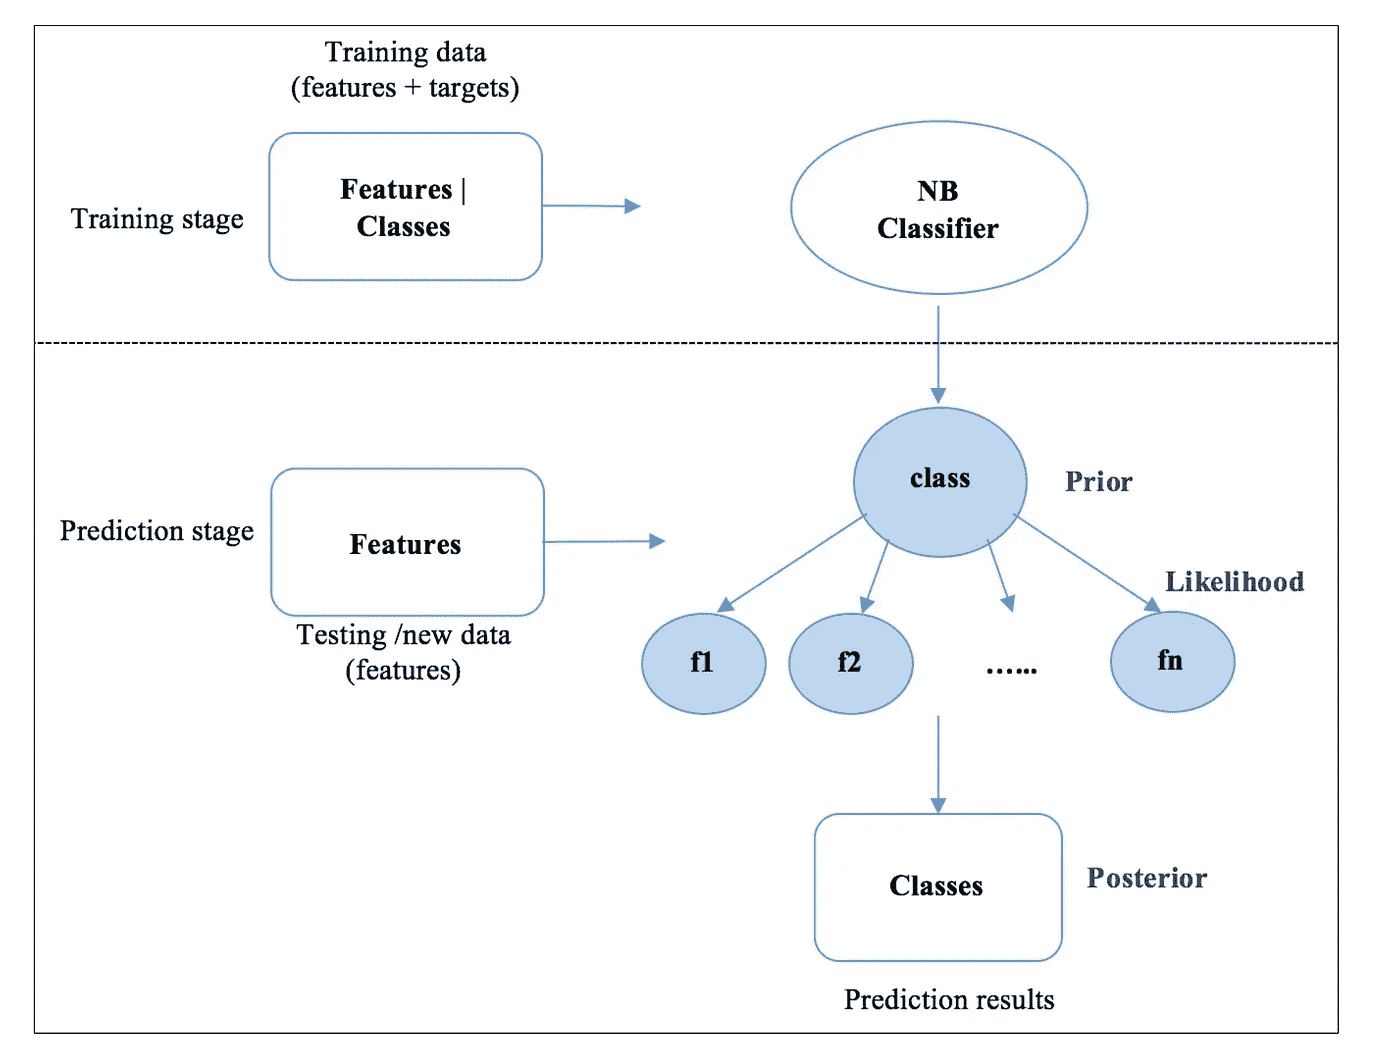 Training data
(features + targets)
Features |
Classes
Training stage
NB
Classifier
class
Prior
Prediction stage
Features
Likelihood
Testing /new data
(features)
f1
f2
......
fn
Classes
Posterior
Prediction results